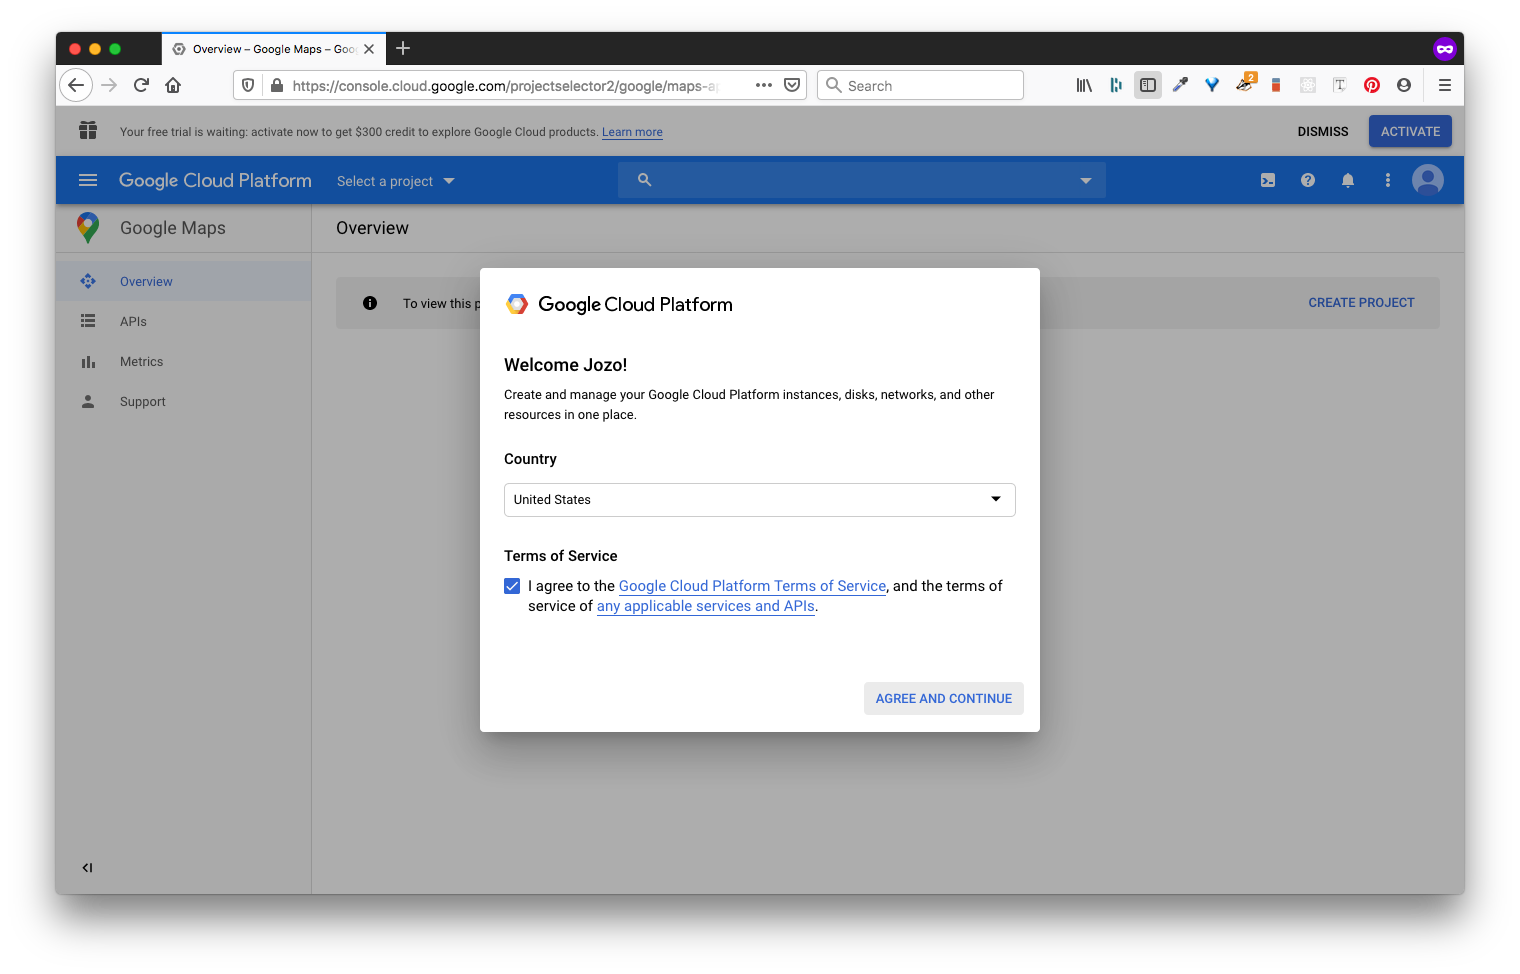 Overview – Google Maps – Goo
https://console.cloud.google.com/projectselector2/google/maps-ap
Search
2
Your free trial is waiting: activate now to get $300 credit to explore Google Cloud products. Learn more
DISMISS
ACTIVATE
Google Cloud Platform
Select a project
Google Maps
Overview
Overview
APIs
Metrics
Support
To view this p
CREATE PROJECT
Google Cloud Platform
Welcome Jozo!
Create and manage your Google Cloud Platform instances, disks, networks, and other
resources in one place.
Country
United States
Terms of Service
I agree to the Google Cloud Platform Terms of Service, and the terms of
service of any applicable services and APIs.
AGREE AND CONTINUE